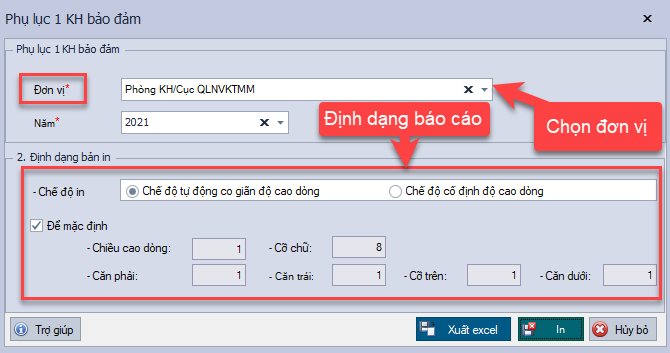 Phụ lục 1 KH bảo đảm
Phụ lục 1 KH bảo đảm
Đơn vị* Phòng KH/Cục QLNVKTMM
Năm* 2021
Định dạng báo cáo
Chọn đơn vị
2. Định dạng bản in
- Chế độ in Chế độ tự động co giãn độ cao dòng Chế độ cố định độ cao dòng
Để mặc định
- Chiều cao dòng: 1 - Cỡ chữ: 8
- Căn phải: 1 - Căn trái: 1 - Cỡ trên: 1 - Căn dưới: 1
Trợ giúp Xuất excel In Hủy bỏ